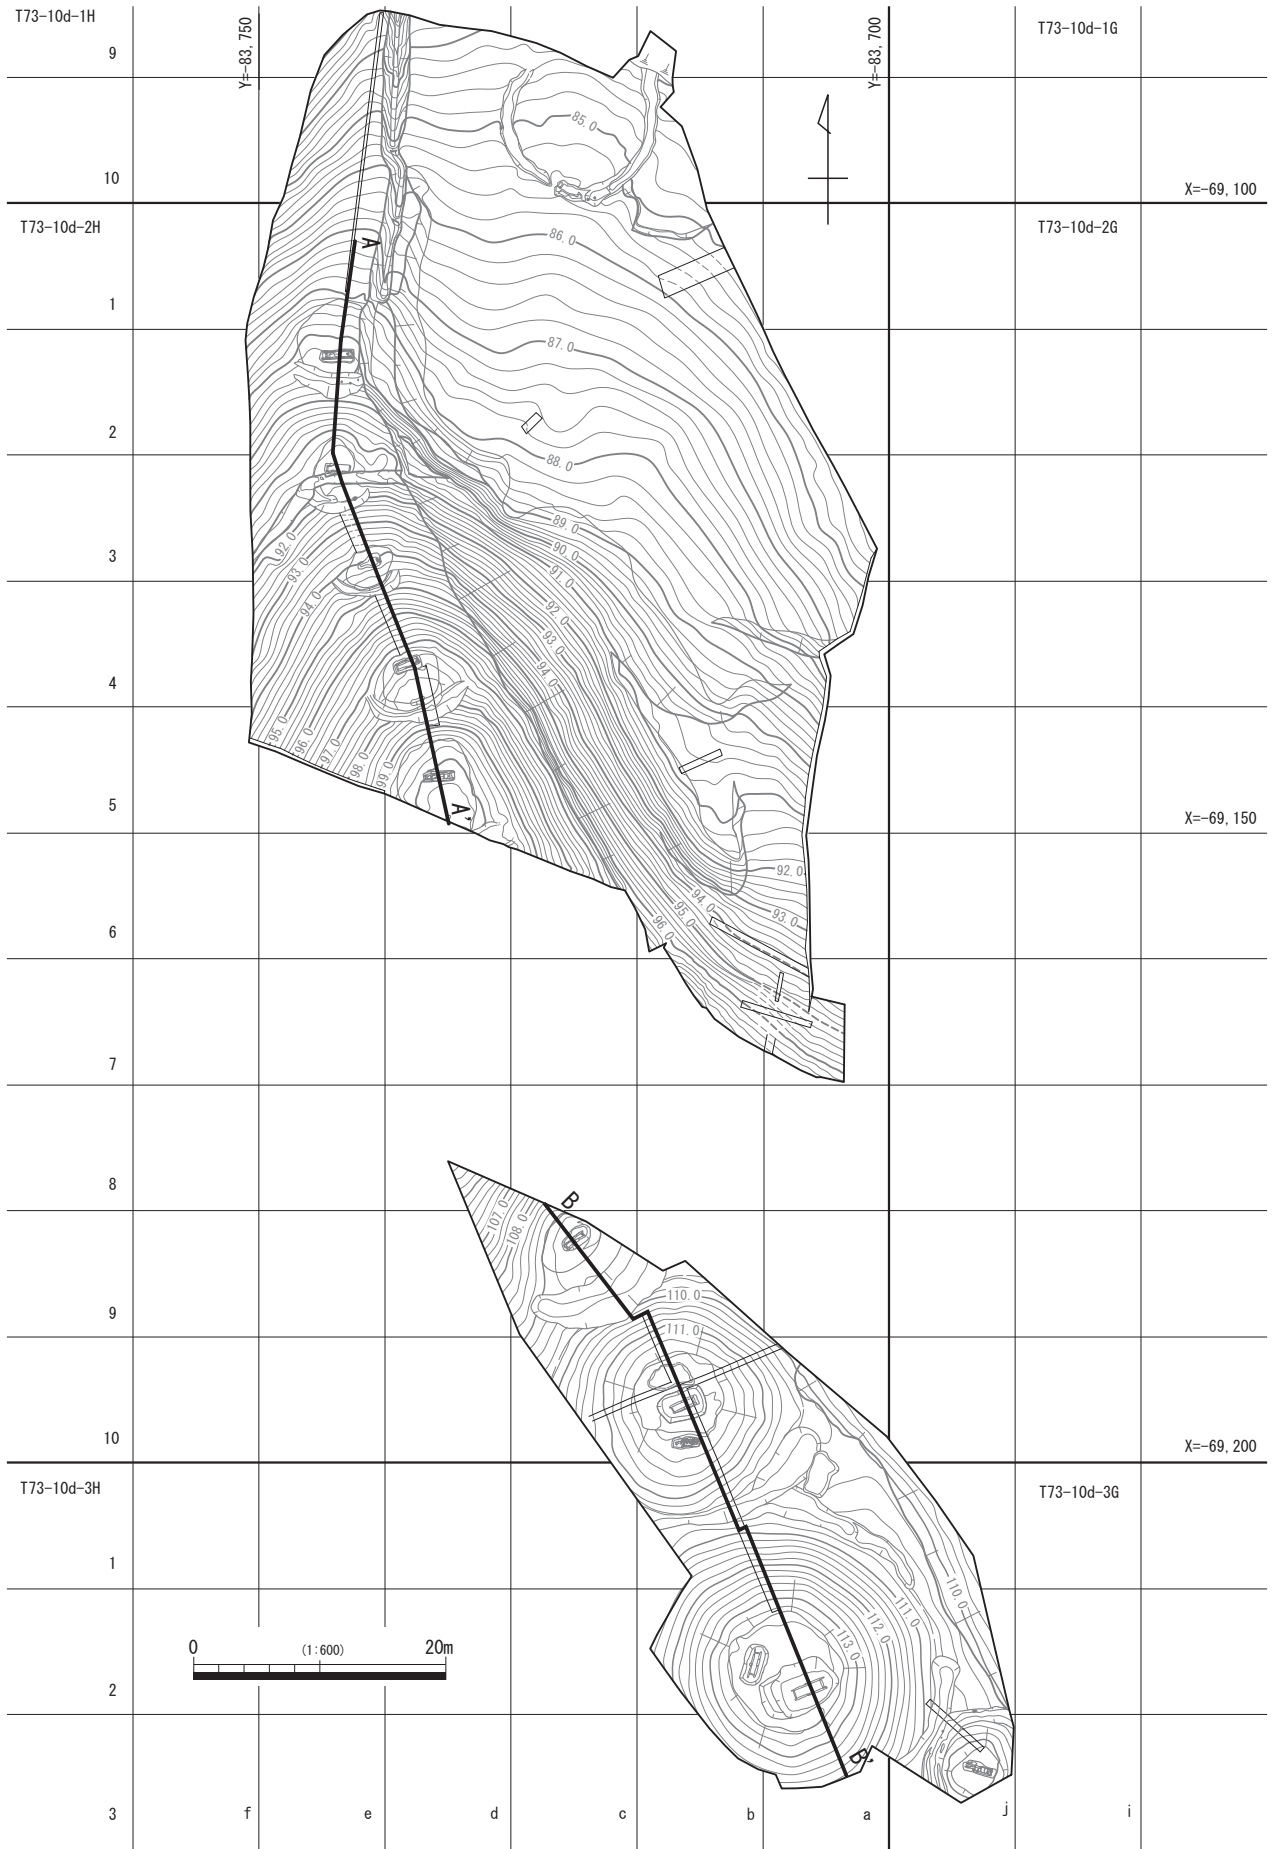 T73-10d-1H
Y=-83,750
Y=-83,700
T73-10d-1G
9
85.0
10
X=-69,100
T73-10d-2H
T73-10d-2G
A
86.0
1
87.0
2
88.0
89.0
90.0
91.0
92.0
93.0
94.0
3
92.0
93.0
94.0
4
95.0
96.0
97.0
98.0
99.0
5
A'
X=-69,150
92.0
93.0
94.0
95.0
96.0
6
7
8
B
107.0
108.0
9
110.0
111.0
10
X=-69,200
T73-10d-3H
T73-10d-3G
1
110.0
111.0
112.0
113.0
0
(1:600)
20m
2
B'
3
f
e
d
c
b
a
j
i